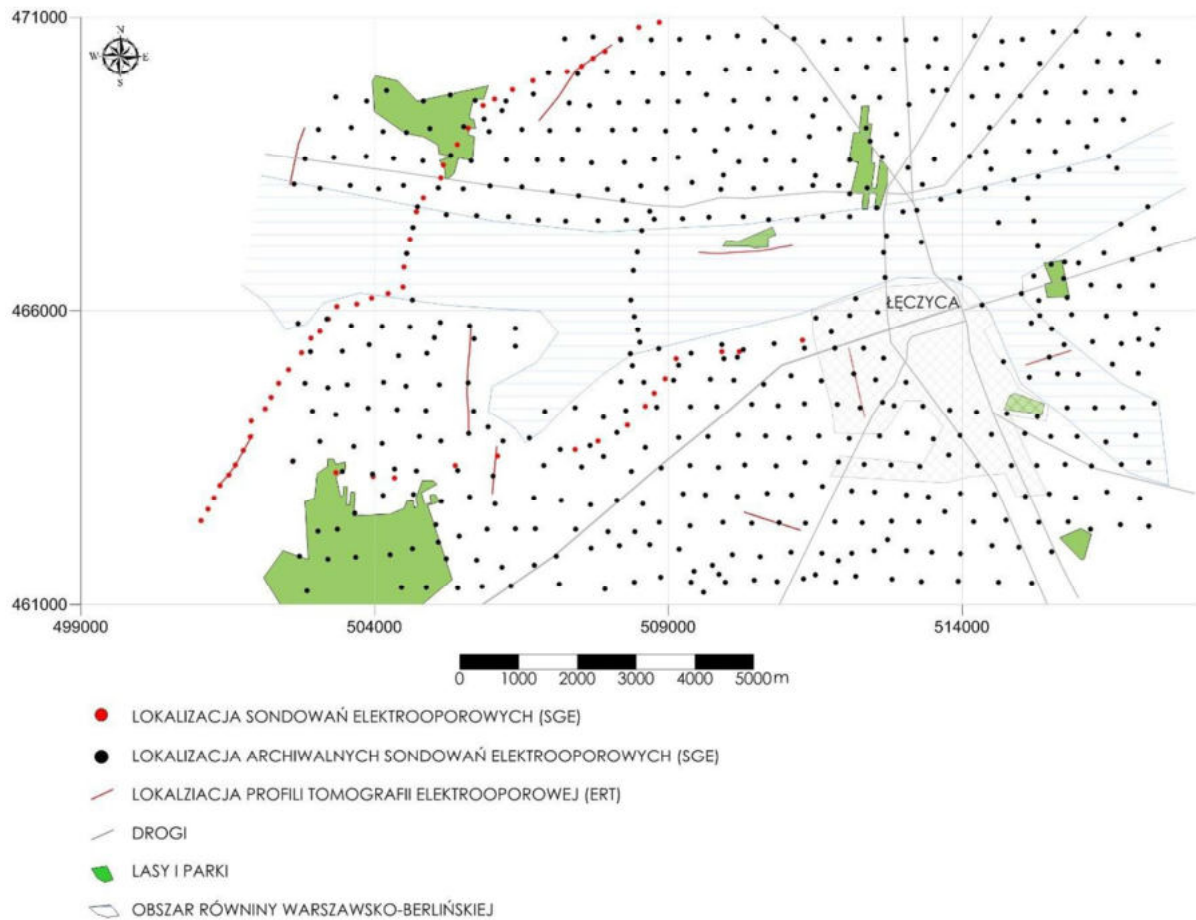 471000
N
W E
S
ŁĘCZYCA
466000
461000
499000 504000 509000 514000
0 1000 2000 3000 4000 5000m
LOKALIZACJA SONDOWAŃ ELEKTROOPOROWYCH (SGE)
LOKALIZACJA ARCHIWALNYCH SONDOWAŃ ELEKTROOPOROWYCH (SGE)
LOKALZIACJA PROFILI TOMOGRAFII ELEKTROOPOROWEJ (ERT)
DROGI
LASY I PARKI
OBSZAR RÓWNINY WARSZAWSKO-BERLIŃSKIEJ